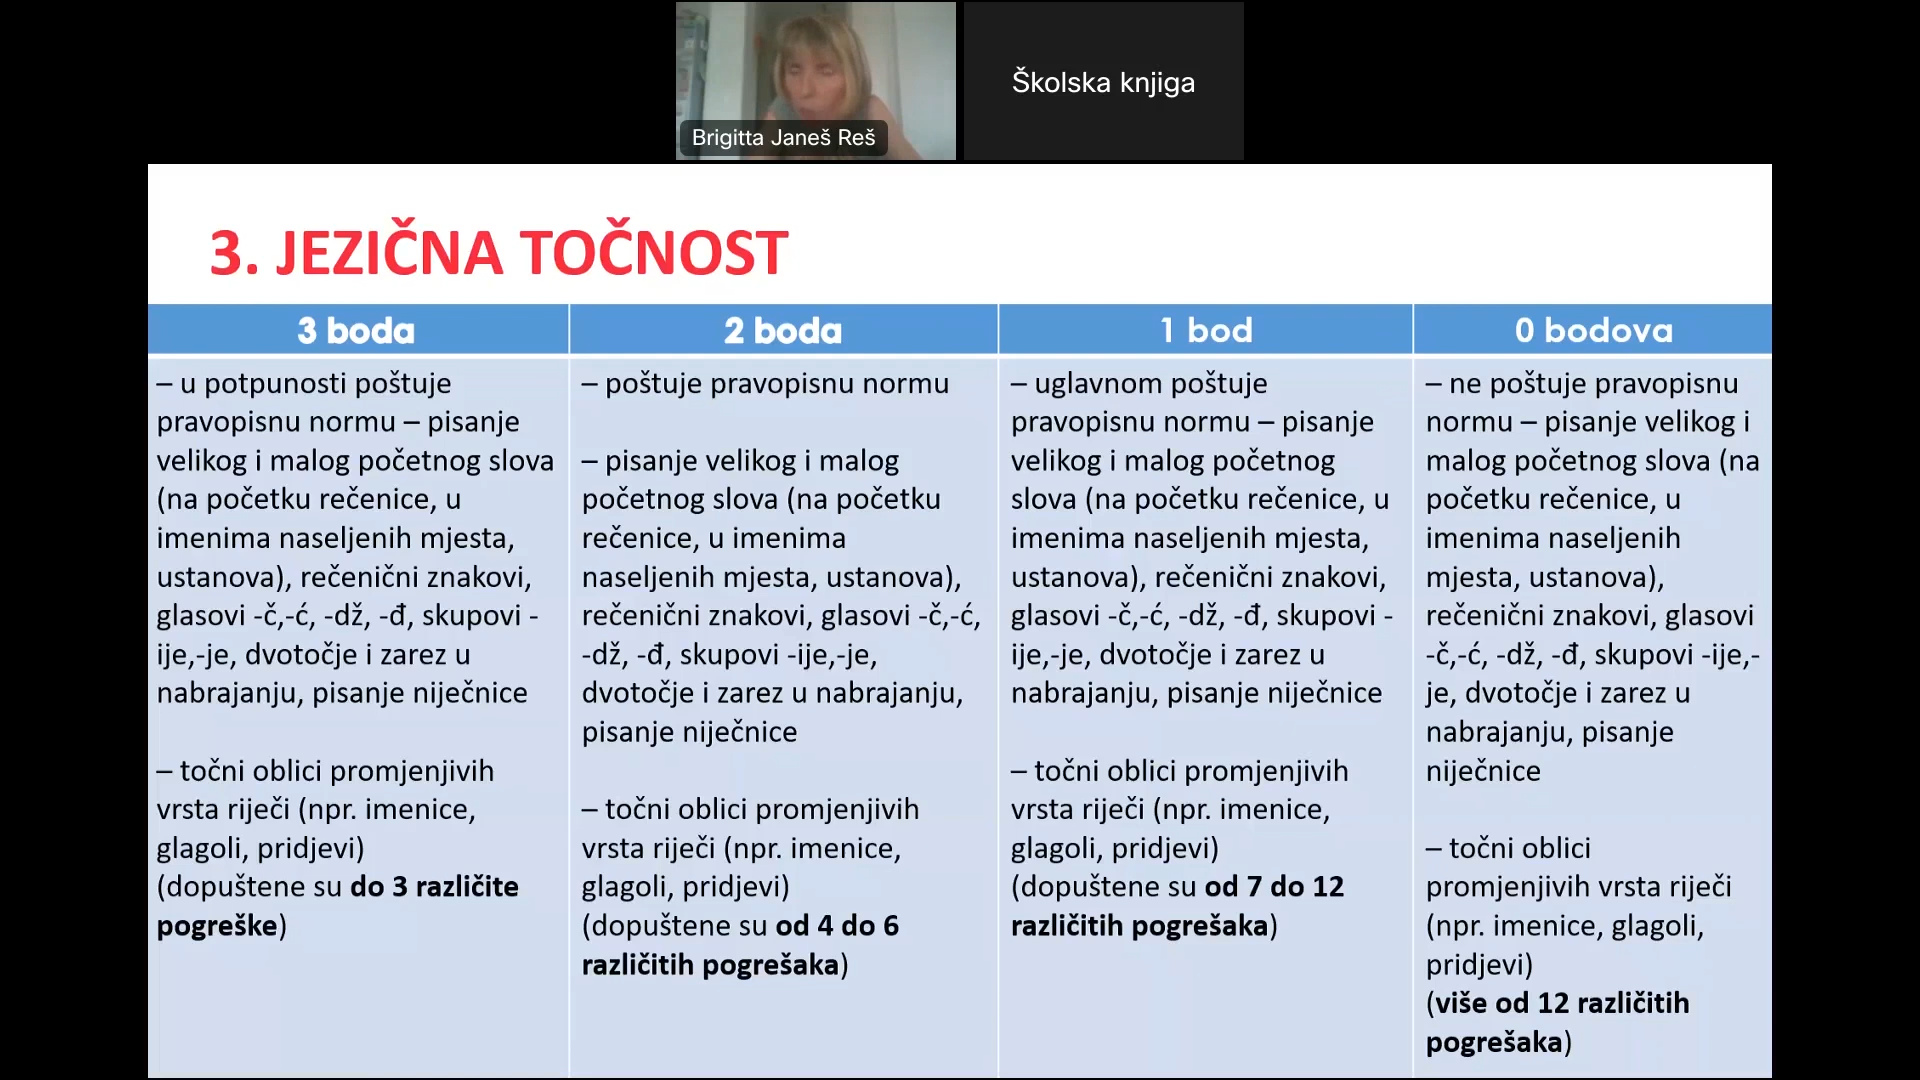 Brigitta Janeš Reš
Školska knjiga
3. JEZIČNA TOČNOST
3 boda
– u potpunosti poštuje
pravopisnu normu – pisanje
velikog i malog početnog slova
(na početku rečenice, u
imenima naseljenih mjesta,
ustanova), rečenični znakovi,
glasovi -č,-ć, -dž, -đ, skupovi -
ije,-je, dvotočje i zarez u
nabrajanju, pisanje niječnice
– točni oblici promjenjivih
vrsta riječi (npr. imenice,
glagoli, pridjevi)
(dopuštene su do 3 različite
pogreške)
2 boda
– poštuje pravopisnu normu
– pisanje velikog i malog
početnog slova (na početku
rečenice, u imenima
naseljenih mjesta, ustanova),
rečenični znakovi, glasovi -č,-ć,
-dž, -đ, skupovi -ije,-je,
dvotočje i zarez u nabrajanju,
pisanje niječnice
– točni oblici promjenjivih
vrsta riječi (npr. imenice,
glagoli, pridjevi)
(dopuštene su od 4 do 6
različitih pogrešaka)
1 bod
– uglavnom poštuje
pravopisnu normu – pisanje
velikog i malog početnog
slova (na početku rečenice, u
imenima naseljenih mjesta,
ustanova), rečenični znakovi,
glasovi -č,-ć, -dž, -đ, skupovi -
ije,-je, dvotočje i zarez u
nabrajanju, pisanje niječnice
– točni oblici promjenjivih
vrsta riječi (npr. imenice,
glagoli, pridjevi)
(dopuštene su od 7 do 12
različitih pogrešaka)
0 bodova
– ne poštuje pravopisnu
normu – pisanje velikog i
malog početnog slova (na
početku rečenice, u
imenima naseljenih
mjesta, ustanova),
rečenični znakovi, glasovi
-č,-ć, -dž, -đ, skupovi -ije,-
je, dvotočje i zarez u
nabrajanju, pisanje
niječnice
– točni oblici
promjenjivih vrsta riječi
(npr. imenice, glagoli,
pridjevi)
(više od 12 različitih
pogrešaka)